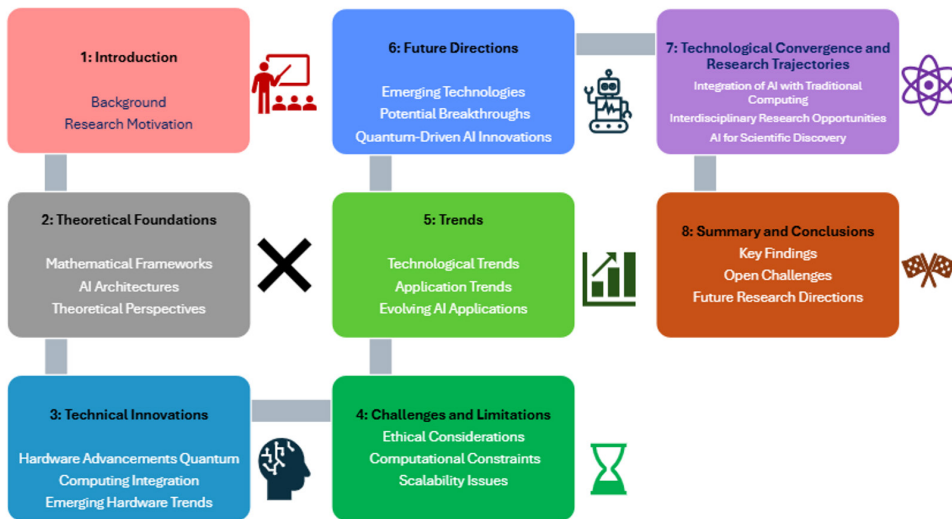 1: Introduction
Background
Research Motivation
2: Theoretical Foundations
Mathematical Frameworks
AI Architectures
Theoretical Perspectives
3: Technical Innovations
Hardware Advancements Quantum
Computing Integration
Emerging Hardware Trends
4: Challenges and Limitations
Ethical Considerations
Computational Constraints
Scalability Issues
5: Trends
Technological Trends
Application Trends
Evolving AI Applications
6: Future Directions
Emerging Technologies
Potential Breakthroughs
Quantum-Driven AI Innovations
7: Technological Convergence and
Research Trajectories
Integration of AI with Traditional
Computing
Interdisciplinary Research Opportunities
AI for Scientific Discovery
8: Summary and Conclusions
Key Findings
Open Challenges
Future Research Directions